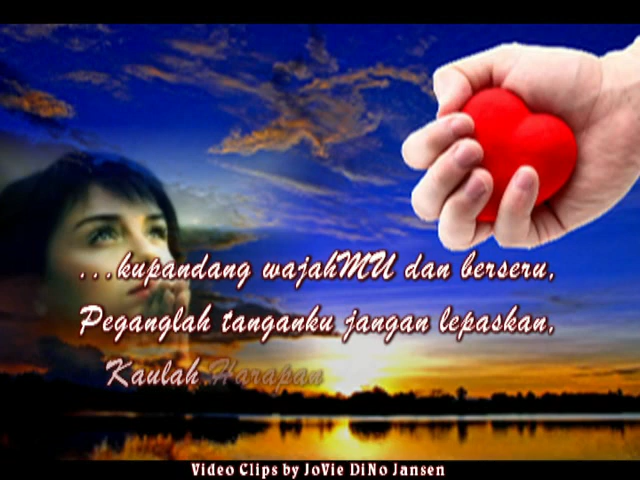 ...kupandang wajahMU dan berseru,
Peganglah tanganku jangan lepaskan,
Kaulah Harapan
Video Clips by JoVie DiNo Jansen